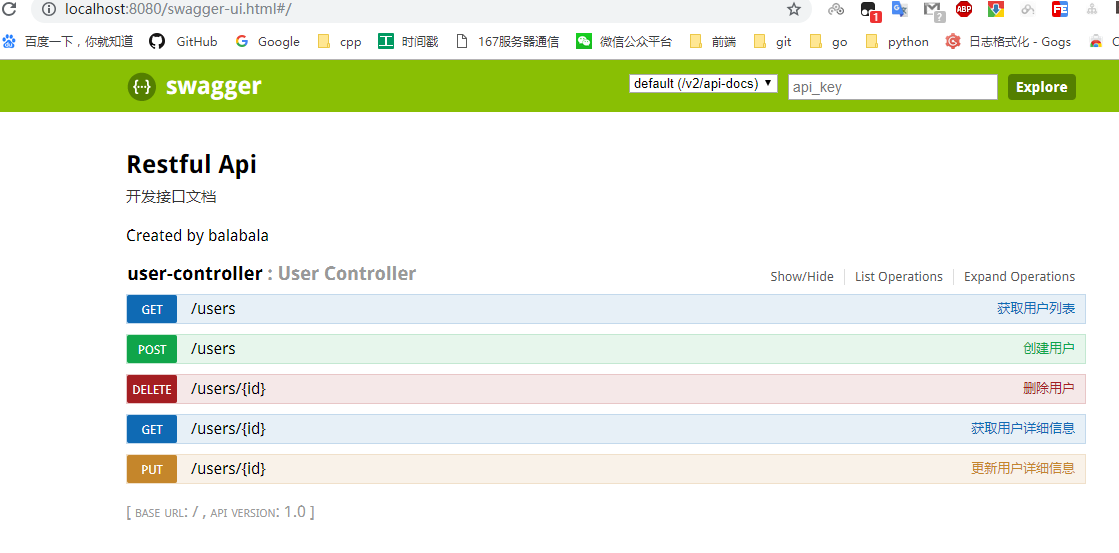 localhost:8080/swagger-ui.html#/
1
?
ABP
FE
百度一下，你就知道 GitHub Google cpp 工 时间戳 167服务器通信 微信公众平台 前端 git go python 日志格式化 - Gogs
{··} swagger default (/v2/api-docs) api_key Explore
Restful Api
开发接口文档
Created by balabala
user-controller : User Controller Show/Hide List Operations Expand Operations
GET /users 获取用户列表
POST /users 创建用户
DELETE /users/{id} 删除用户
GET /users/{id} 获取用户详细信息
PUT /users/{id} 更新用户详细信息
[ BASE URL: / , API VERSION: 1.0 ]